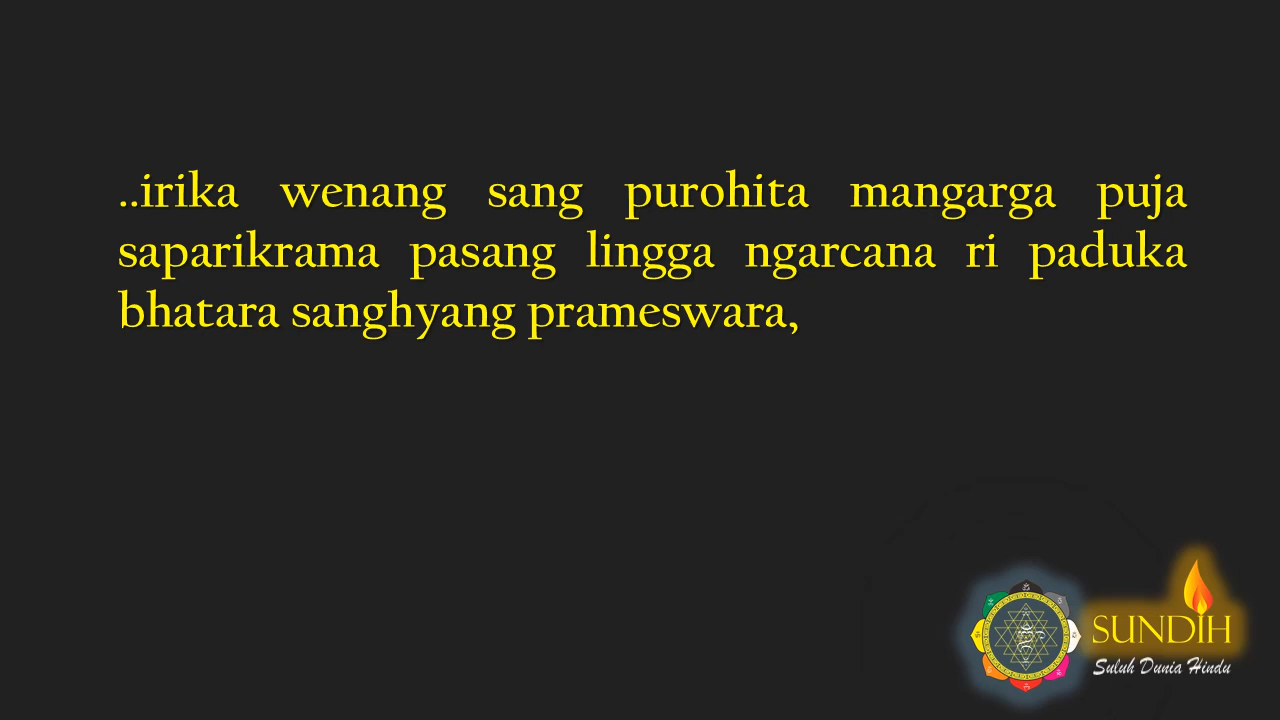 ..irika wenang sang purohita mangarga puja
saparikrama pasang lingga ngarcana ri paduka
bhatara sanghyang prameswara,
SUNDIH
Suluh Dunia Hindu